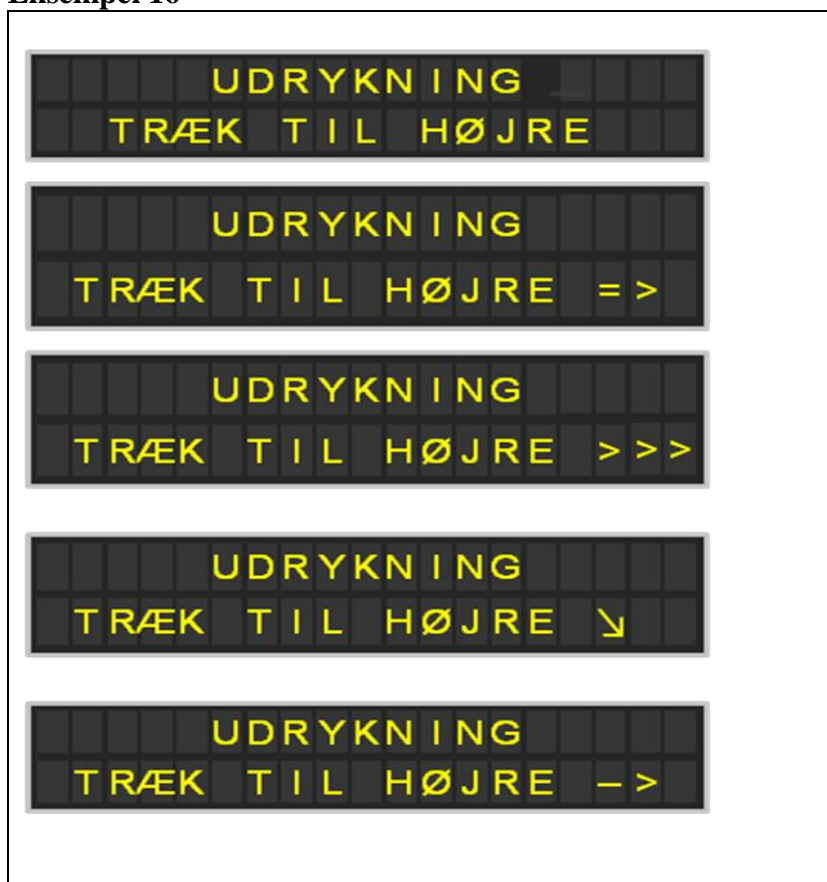 Eksempel 16
UDRYKNING
TRÆK TIL HØJRE
UDRYKNING
TRÆK TIL HØJRE =>
UDRYKNING
TRÆK TIL HØJRE >>>
UDRYKNING
TRÆK TIL HØJRE ↘
UDRYKNING
TRÆK TIL HØJRE –>